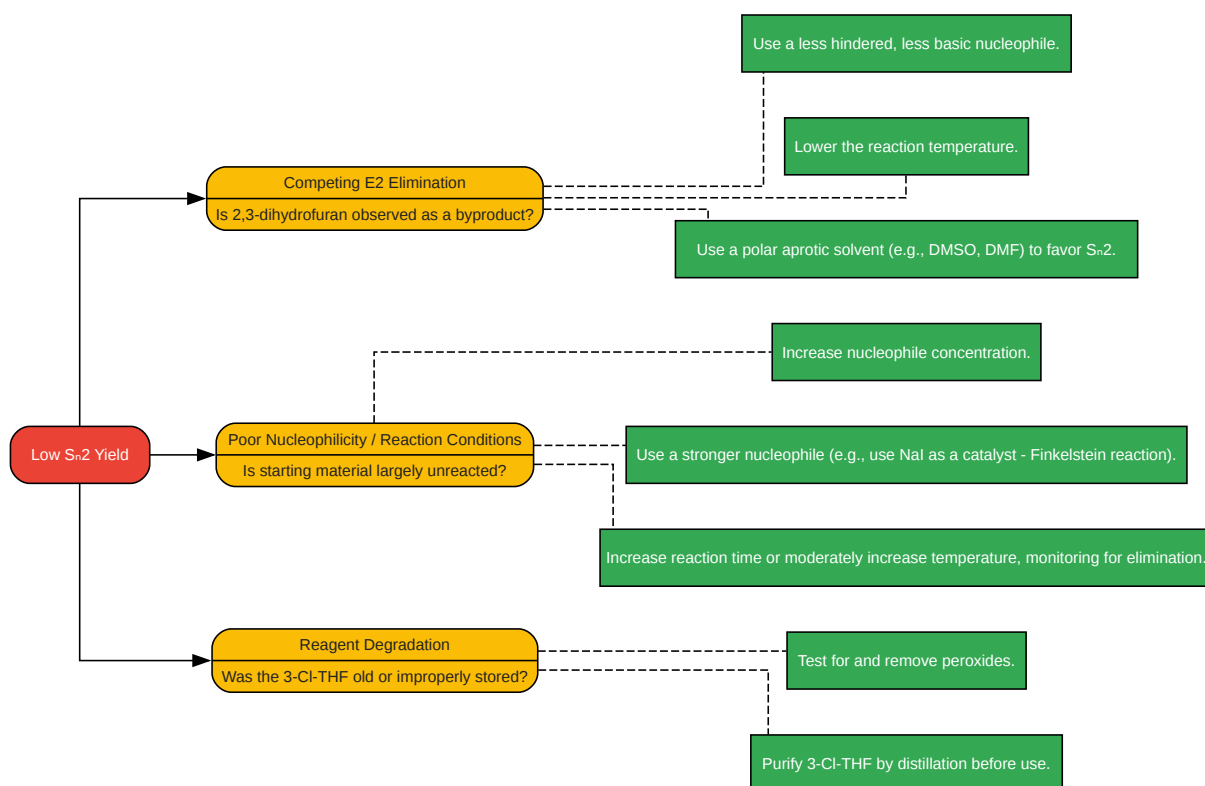 Use a less hindered, less basic nucleophile.
Lower the reaction temperature.
Competing E2 Elimination
Is 2,3-dihydrofuran observed as a byproduct?
Use a polar aprotic solvent (e.g., DMSO, DMF) to favor Sₙ2.
Increase nucleophile concentration.
Low Sₙ2 Yield
Poor Nucleophilicity / Reaction Conditions
Is starting material largely unreacted?
Use a stronger nucleophile (e.g., use NaI as a catalyst - Finkelstein reaction).
Increase reaction time or moderately increase temperature, monitoring for elimination.
Reagent Degradation
Was the 3-Cl-THF old or improperly stored?
Test for and remove peroxides.
Purify 3-Cl-THF by distillation before use.